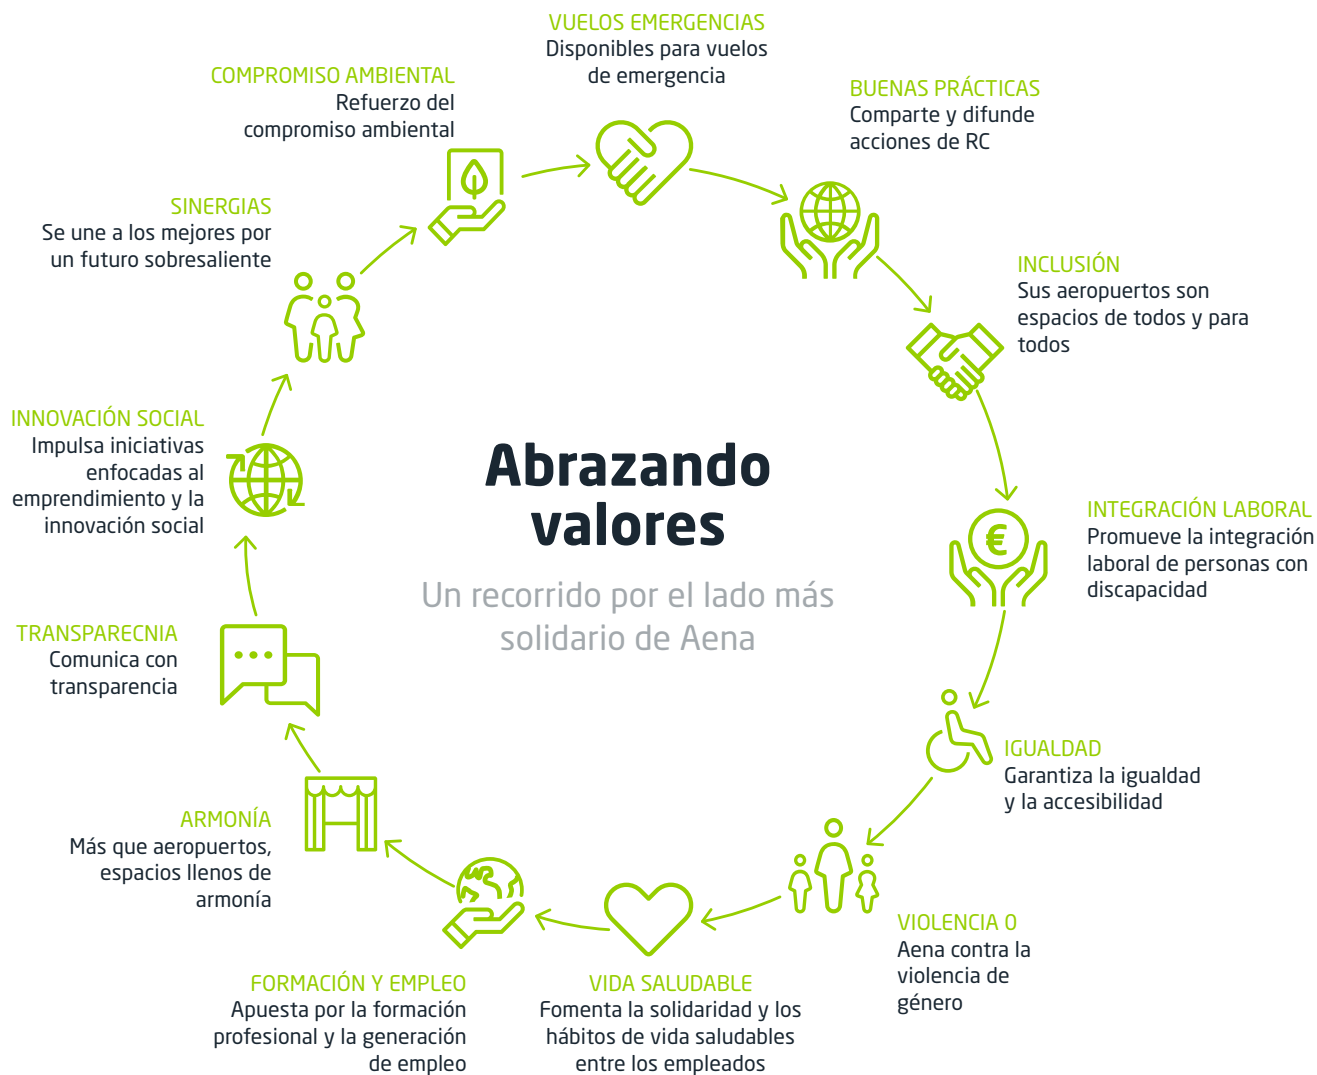 VUELOS EMERGENCIAS
Disponibles para vuelos
de emergencia
BUENAS PRÁCTICAS
Comparte y difunde
acciones de RC
INCLUSIÓN
Sus aeropuertos son
espacios de todos y para
todos
INTEGRACIÓN LABORAL
Promueve la integración
laboral de personas con
discapacidad
IGUALDAD
Garantiza la igualdad
y la accesibilidad
VIOLENCIA 0
Aena contra la
violencia de
género
VIDA SALUDABLE
Fomenta la solidaridad y los
hábitos de vida saludables
entre los empleados
FORMACIÓN Y EMPLEO
Apuesta por la formación
profesional y la generación
de empleo
ARMONÍA
Más que aeropuertos,
espacios llenos de
armonía
TRANSPARECNIA
Comunica con
transparencia
INNOVACIÓN SOCIAL
Impulsa iniciativas
enfocadas al
emprendimiento y la
innovación social
SINERGIAS
Se une a los mejores por
un futuro sobresaliente
COMPROMISO AMBIENTAL
Refuerzo del
compromiso ambiental
Abrazando
valores
Un recorrido por el lado más
solidario de Aena
€